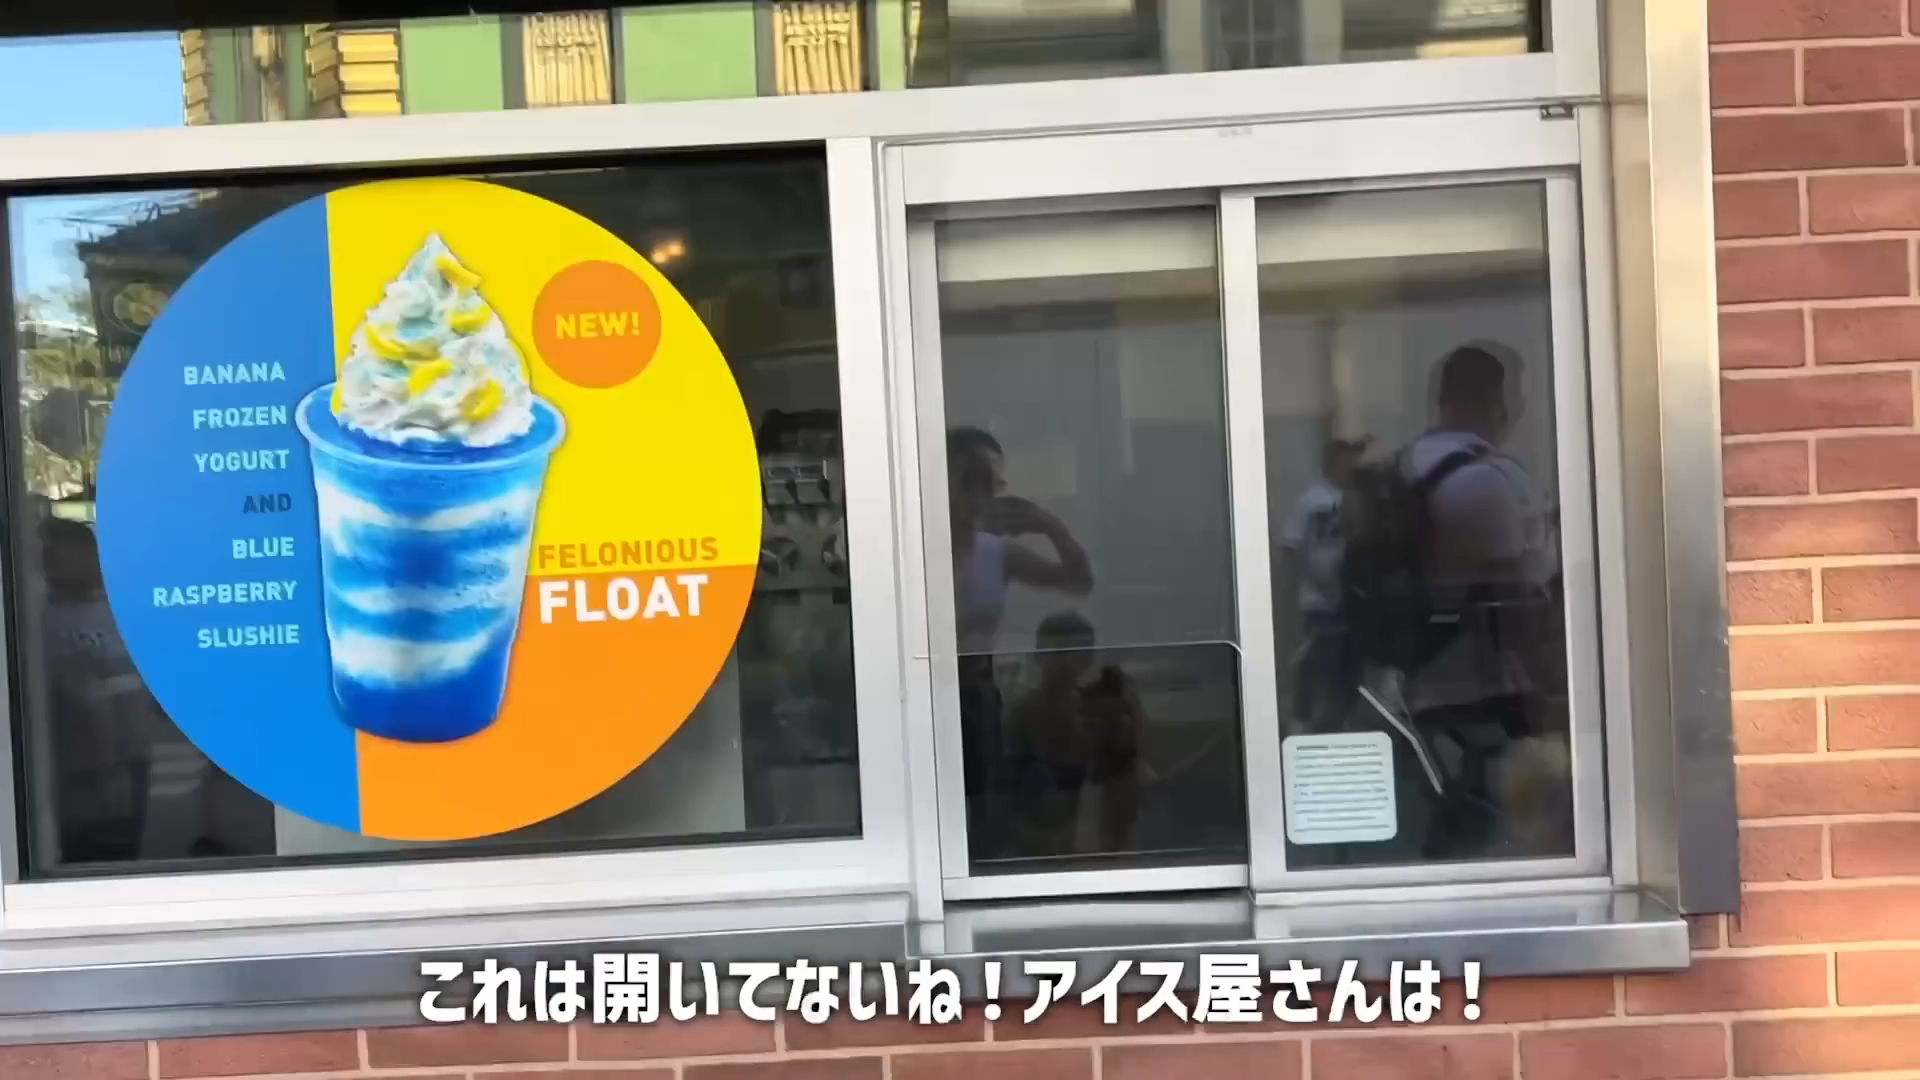 BANANA
FROZEN
YOGURT
AND
BLUE
RASPBERRY
SLUSHIE
NEW!
FELONIOUS
FLOAT
これは開いてないね！アイス屋さんは！